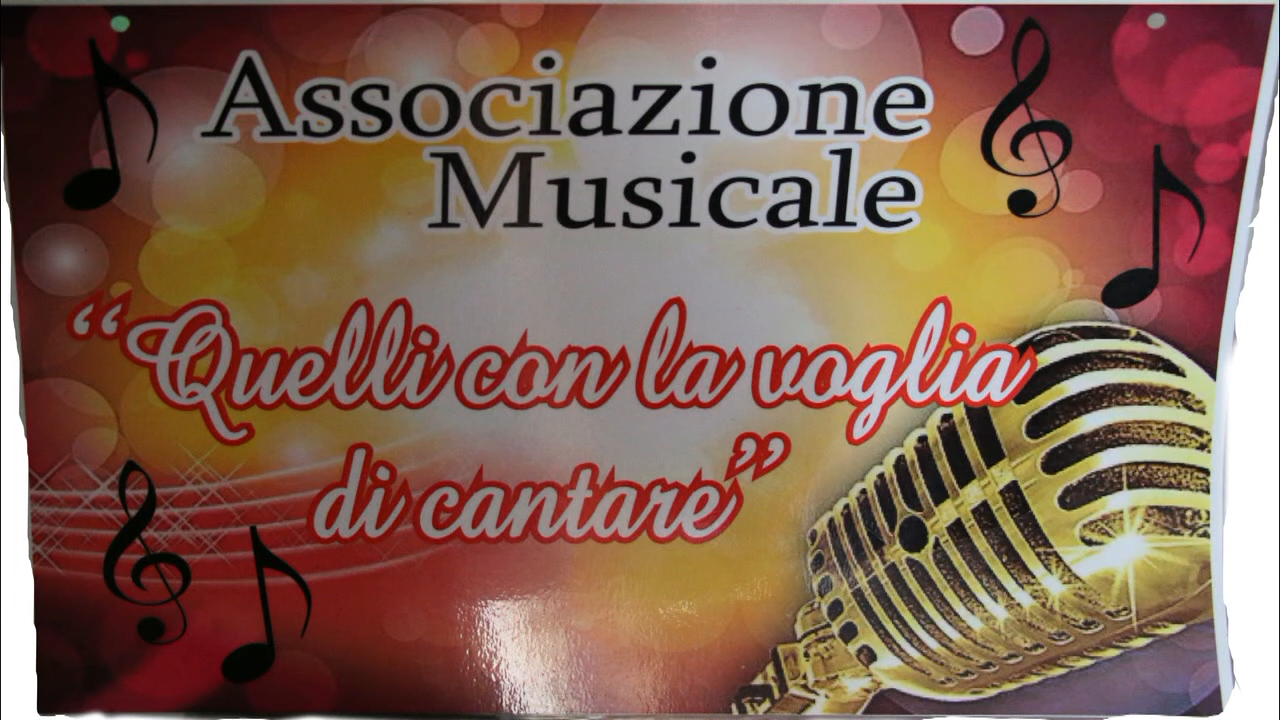 Associazione
Musicale
“Quelli con la voglia
di cantare”